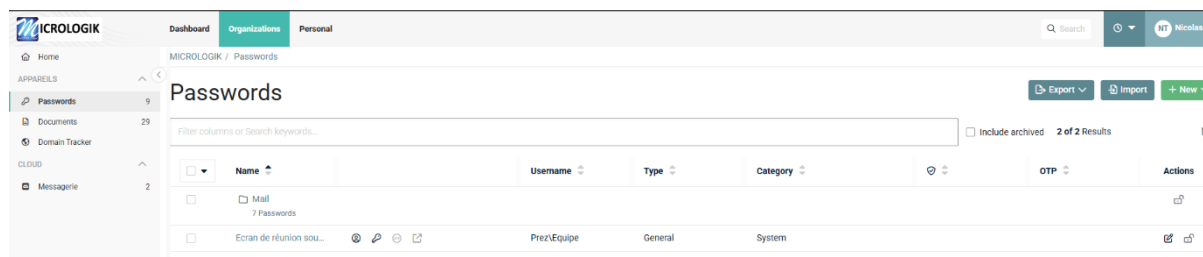 MICROLOGIK
Dashboard Organizations Personal
Search
NT Nicolas
Home
APPAREILS
Passwords 9
Documents 29
Domain Tracker
CLOUD
Messagerie 2
MICROLOGIK / Passwords
Passwords
Export Import + New
Filter columns or Search keywords...
Include archived 2 of 2 Results
Name Username Type Category OTP Actions
Mail
7 Passwords
Ecran de réunion sou... Prez\Equipe General System